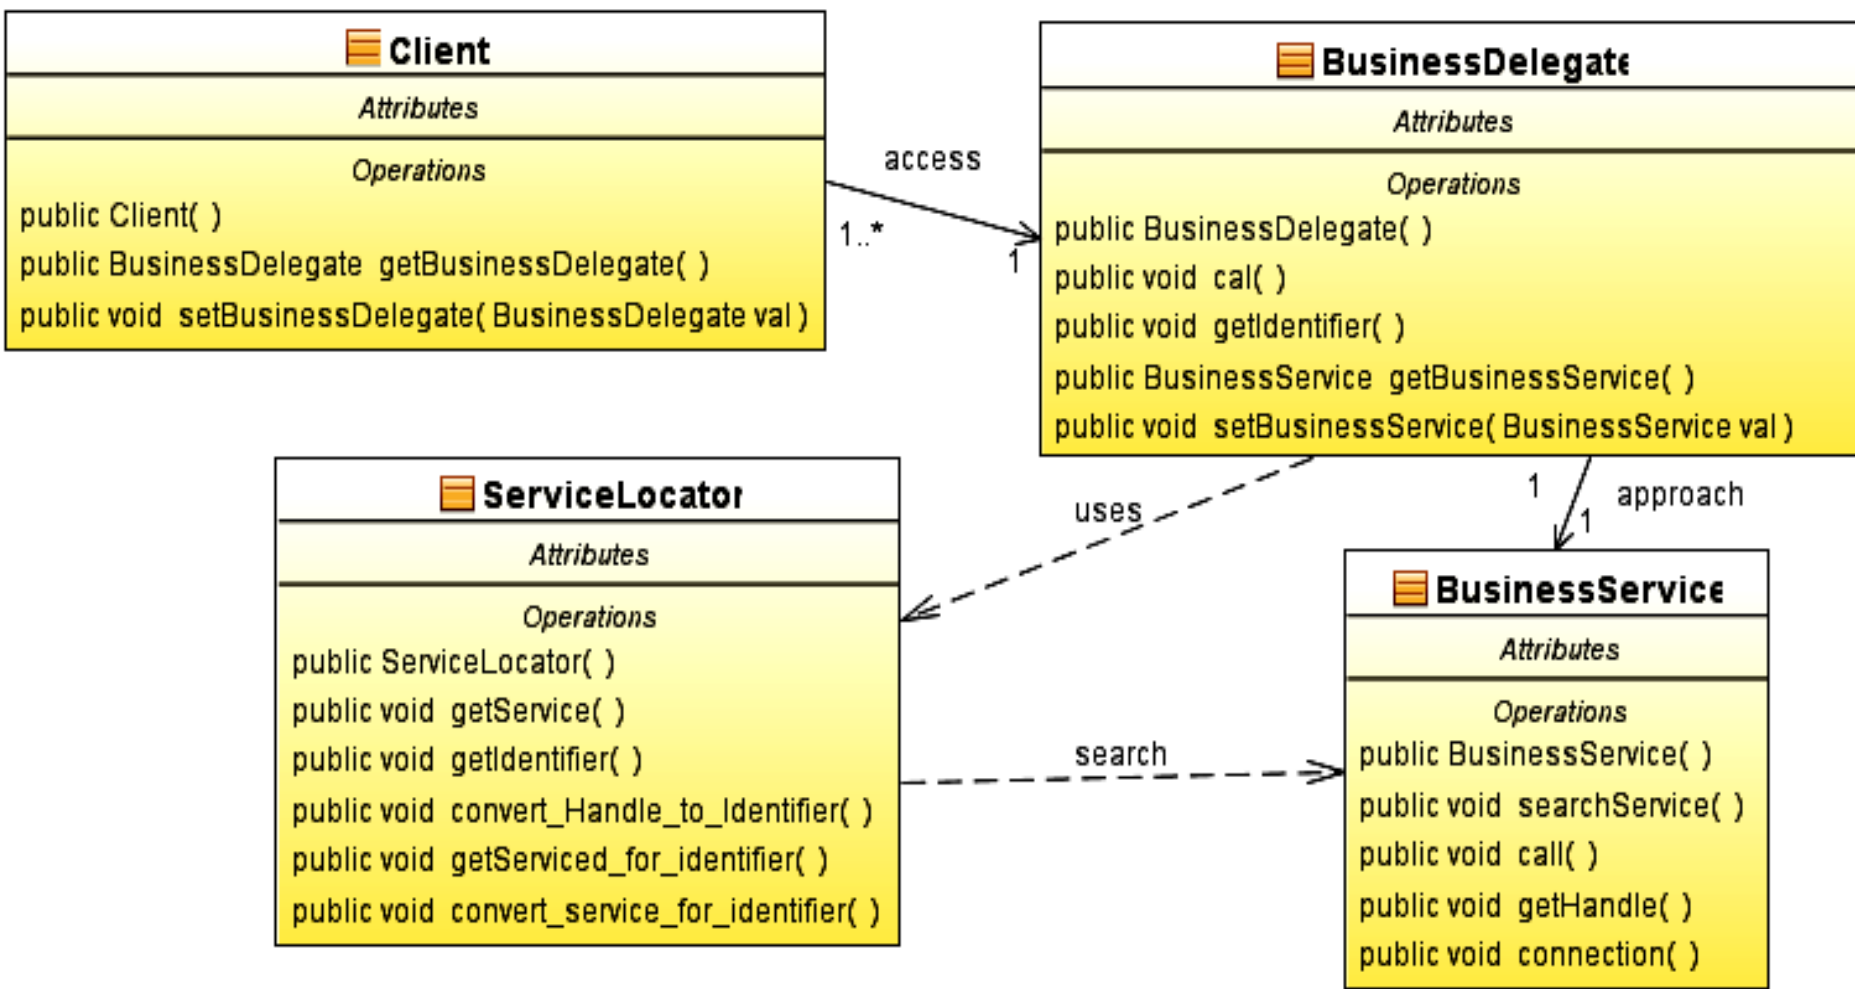 Client
Attributes
Operations
public Client( )
public BusinessDelegate getBusinessDelegate( )
public void setBusinessDelegate( BusinessDelegate val )
access
1..*
1
BusinessDelegate
Attributes
Operations
public BusinessDelegate( )
public void cal( )
public void getIdentifier( )
public BusinessService getBusinessService( )
public void setBusinessService( BusinessService val )
uses
1
approach
1
ServiceLocator
Attributes
Operations
public ServiceLocator( )
public void getService( )
public void getIdentifier( )
public void convert_Handle_to_Identifier( )
public void getServiced_for_identifier( )
public void convert_service_for_identifier( )
search
BusinessService
Attributes
Operations
public BusinessService( )
public void searchService( )
public void call( )
public void getHandle( )
public void connection( )